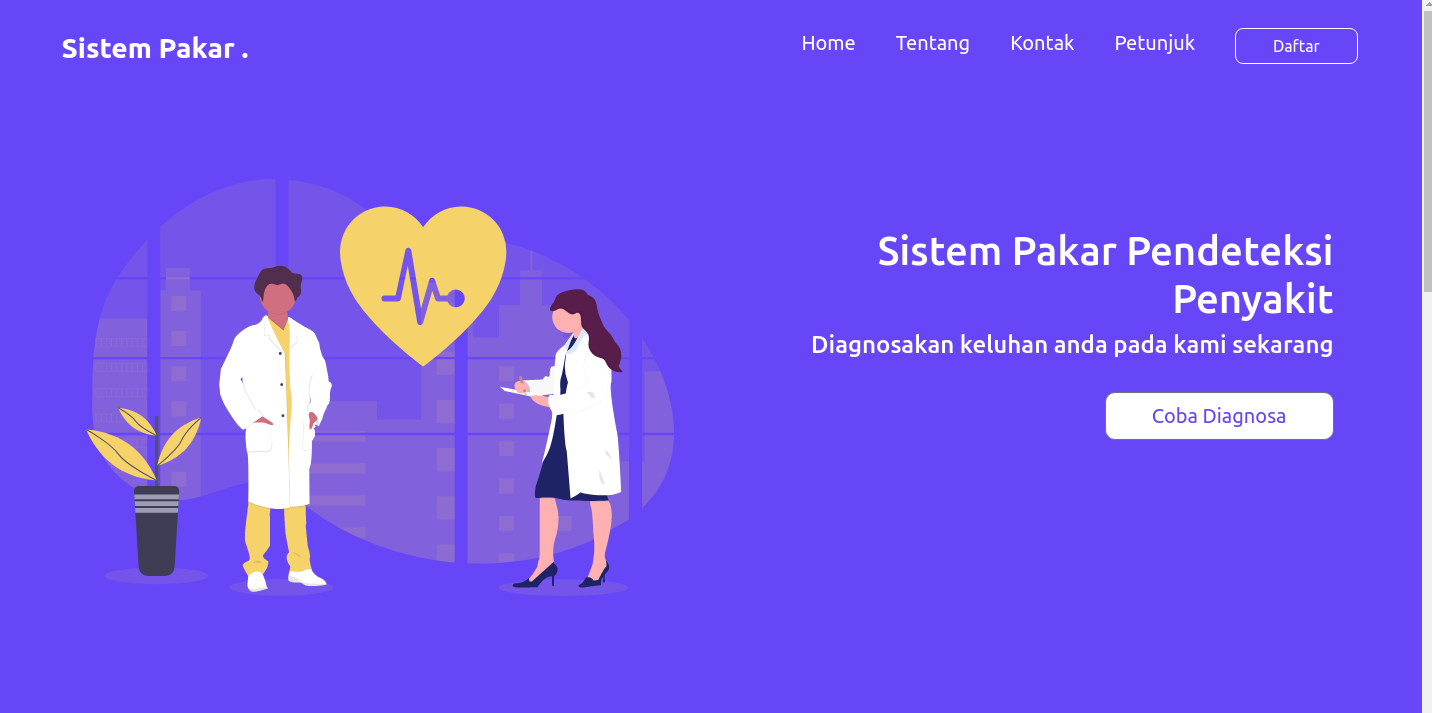 Sistem Pakar .
Home Tentang Kontak Petunjuk Daftar
Sistem Pakar Pendeteksi
Penyakit
Diagnosakan keluhan anda pada kami sekarang
Coba Diagnosa